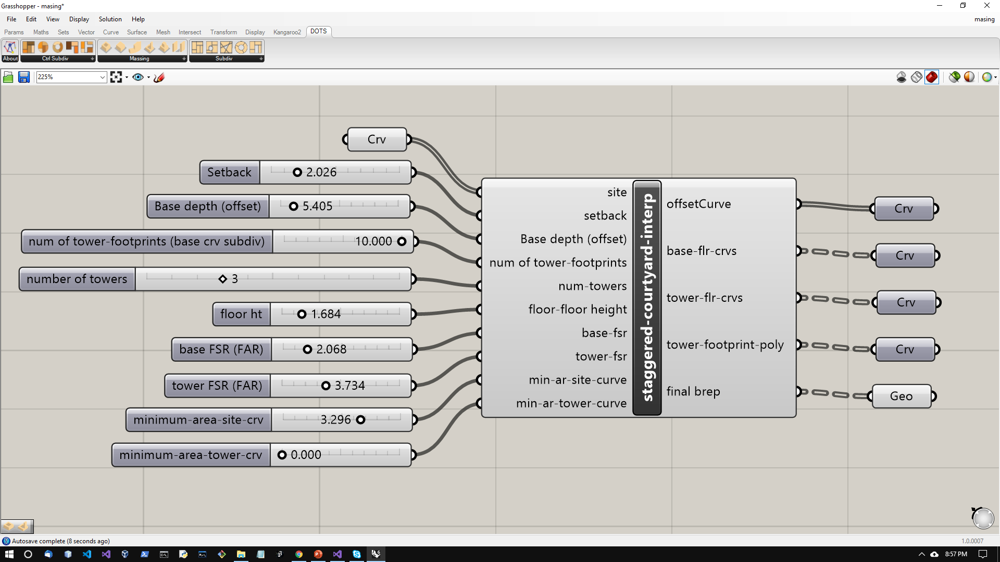 Grasshopper - masing*
File Edit View Display Solution Help masing
Params Maths Sets Vector Curve Surface Mesh Intersect Transform Display Kangaroo2 DOTS
About Ctrl Subdiv Massing Subdiv
225%
Crv
Setback 2.026
Base depth (offset) 5.405
num of tower-footprints (base crv subdiv) 10.000
number of towers 3
floor ht 1.684
base FSR (FAR) 2.068
tower FSR (FAR) 3.734
minimum-area-site-crv 3.296
minimum-area-tower-crv 0.000
site
setback
Base depth (offset)
num of tower-footprints
num-towers
floor-floor height
base-fsr
tower-fsr
min-ar-site-curve
min-ar-tower-curve
staggered-courtyard-interp
offsetCurve
base-flr-crvs
tower-flr-crvs
tower-footprint-poly
final brep
Crv
Crv
Crv
Crv
Geo
Autosave complete (8 seconds ago) 1.0.0007
8:57 PM